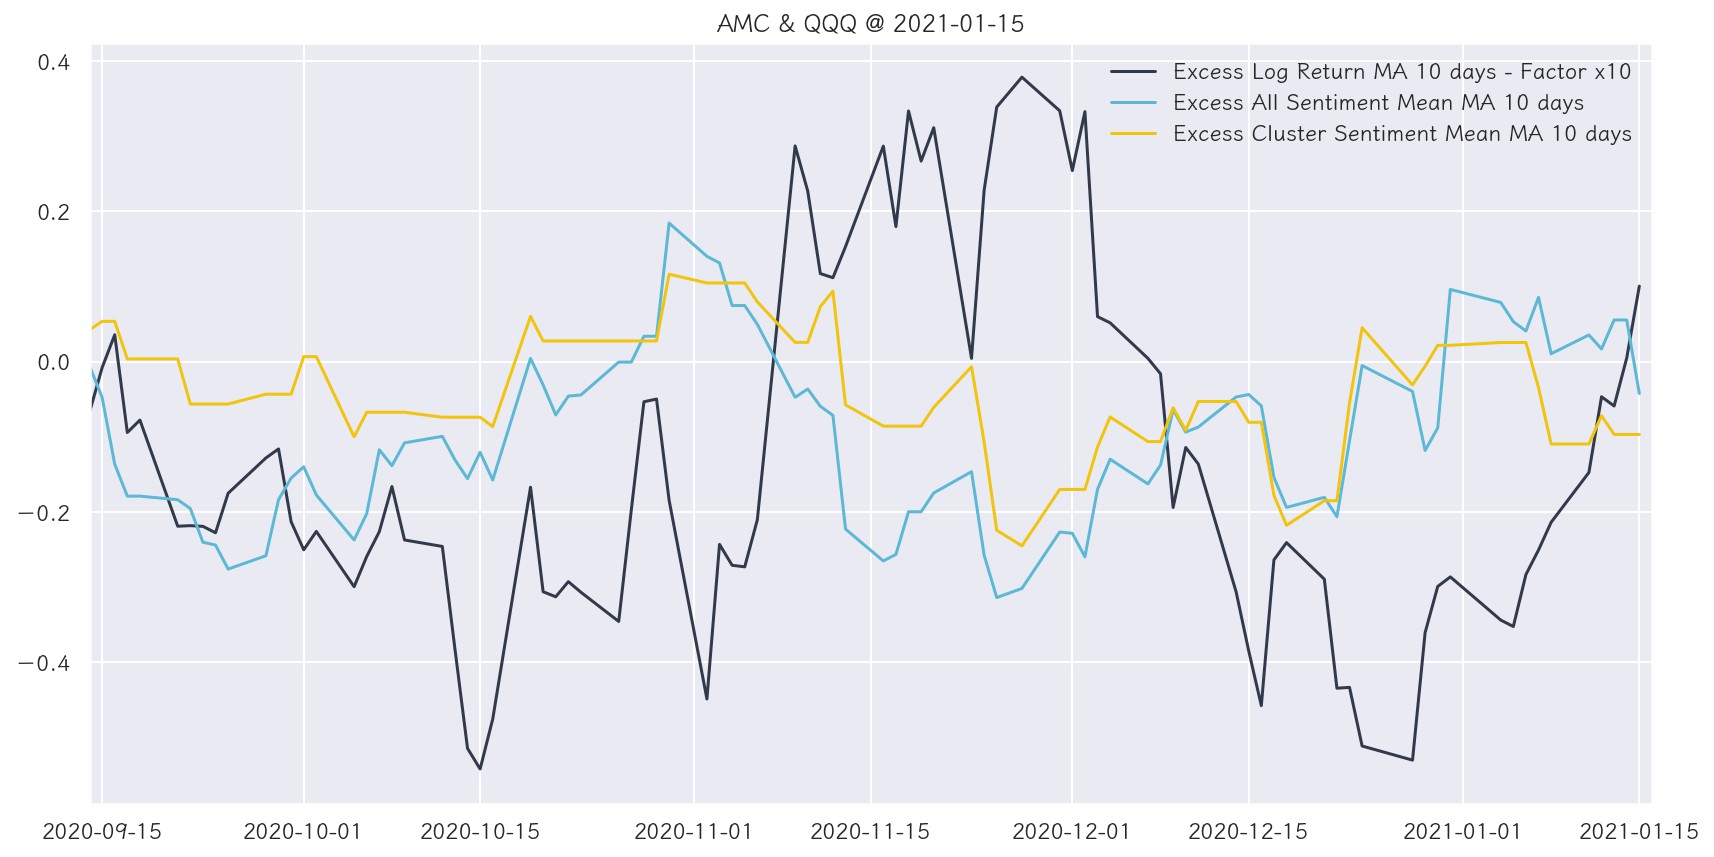 AMC & QQQ @ 2021-01-15
Excess Log Return MA 10 days - Factor x10
Excess All Sentiment Mean MA 10 days
Excess Cluster Sentiment Mean MA 10 days
0.4
0.2
0.0
−0.2
−0.4
2020-09-15 2020-10-01 2020-10-15 2020-11-01 2020-11-15 2020-12-01 2020-12-15 2021-01-01 2021-01-15